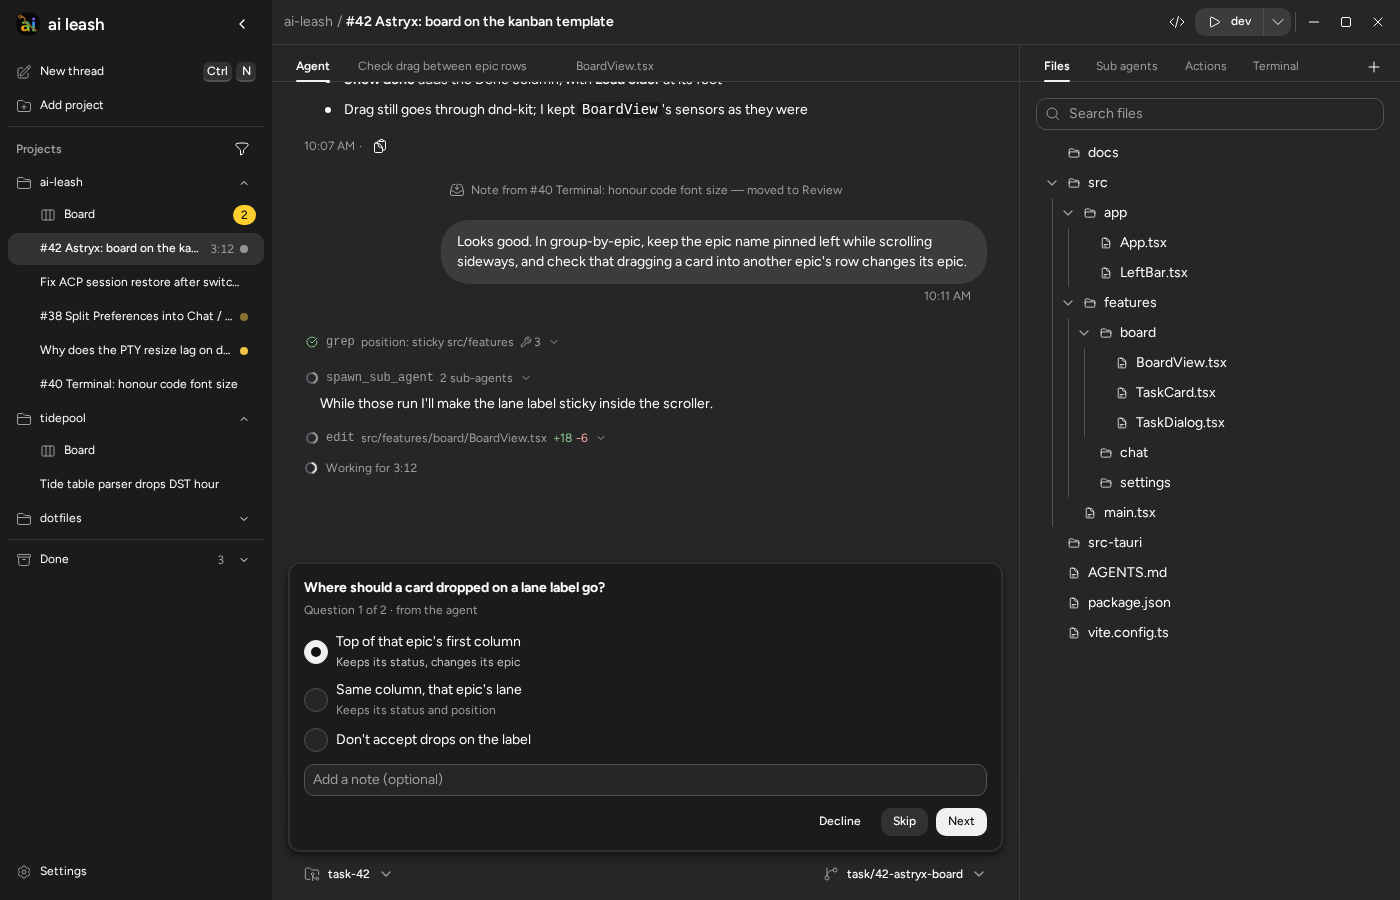 ai leash
New thread
Ctrl N
Add project
Projects
ai-leash
Board
2
#42 Astryx: board on the ka...
3:12
Fix ACP session restore after switc...
#38 Split Preferences into Chat / ...
Why does the PTY resize lag on d...
#40 Terminal: honour code font size
tidepool
Board
Tide table parser drops DST hour
dotfiles
Done
3
Settings
ai-leash / #42 Astryx: board on the kanban template
dev
Agent
Check drag between epic rows
BoardView.tsx
Drag still goes through dnd-kit; I kept BoardView's sensors as they were
10:07 AM ·
Note from #40 Terminal: honour code font size — moved to Review
Looks good. In group-by-epic, keep the epic name pinned left while scrolling
sideways, and check that dragging a card into another epic's row changes its epic.
10:11 AM
grep position: sticky src/features 3
spawn_sub_agent 2 sub-agents
While those run I'll make the lane label sticky inside the scroller.
edit src/features/board/BoardView.tsx +18 -6
Working for 3:12
Where should a card dropped on a lane label go?
Question 1 of 2 · from the agent
Top of that epic's first column
Keeps its status, changes its epic
Same column, that epic's lane
Keeps its status and position
Don't accept drops on the label
Add a note (optional)
Decline
Skip
Next
task-42
task/42-astryx-board
Files
Sub agents
Actions
Terminal
Search files
docs
src
app
App.tsx
LeftBar.tsx
features
board
BoardView.tsx
TaskCard.tsx
TaskDialog.tsx
chat
settings
main.tsx
src-tauri
AGENTS.md
package.json
vite.config.ts